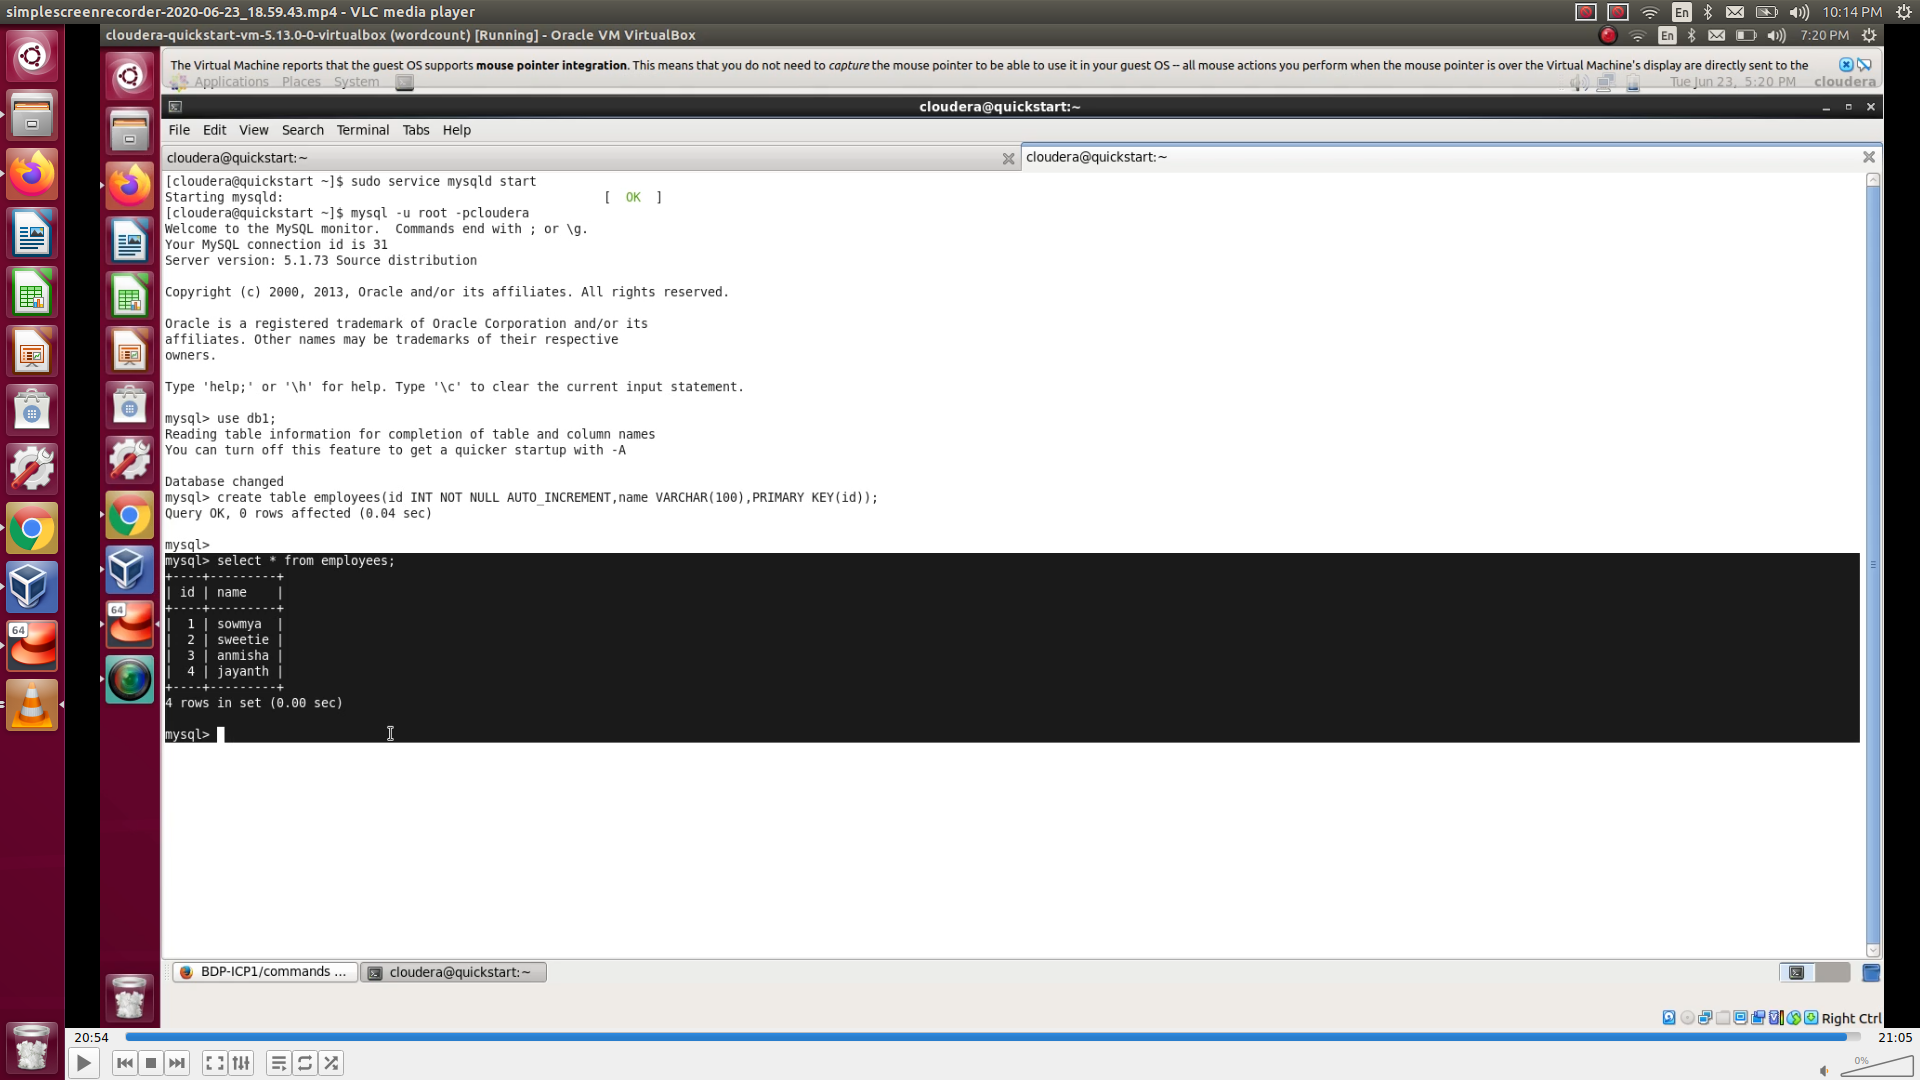 simplescreenrecorder-2020-06-23_18.59.43.mp4 - VLC media player
En
10:14 PM
cloudera-quickstart-vm-5.13.0-0-virtualbox (wordcount) [Running] - Oracle VM VirtualBox
En
7:20 PM
The Virtual Machine reports that the guest OS supports mouse pointer integration. This means that you do not need to capture the mouse pointer to be able to use it in your guest OS -- all mouse actions you perform when the mouse pointer is over the Virtual Machine's display are directly sent to the
Applications Places System
Tue Jun 23, 5:20 PM cloudera
cloudera@quickstart:~
File Edit View Search Terminal Tabs Help
cloudera@quickstart:~
cloudera@quickstart:~
[cloudera@quickstart ~]$ sudo service mysqld start
Starting mysqld: [ OK ]
[cloudera@quickstart ~]$ mysql -u root -pcloudera
Welcome to the MySQL monitor. Commands end with ; or \g.
Your MySQL connection id is 31
Server version: 5.1.73 Source distribution
Copyright (c) 2000, 2013, Oracle and/or its affiliates. All rights reserved.
Oracle is a registered trademark of Oracle Corporation and/or its
affiliates. Other names may be trademarks of their respective
owners.
Type 'help;' or '\h' for help. Type '\c' to clear the current input statement.
mysql> use db1;
Reading table information for completion of table and column names
You can turn off this feature to get a quicker startup with -A
Database changed
mysql> create table employees(id INT NOT NULL AUTO_INCREMENT,name VARCHAR(100),PRIMARY KEY(id));
Query OK, 0 rows affected (0.04 sec)
mysql>
mysql> select * from employees;
+----+---------+
| id | name    |
+----+---------+
|  1 | sowmya  |
|  2 | sweetie |
|  3 | anmisha |
|  4 | jayanth |
+----+---------+
4 rows in set (0.00 sec)
mysql>
64
64
BDP-ICP1/commands ...
cloudera@quickstart:~
Right Ctrl
20:54
21:05
0%